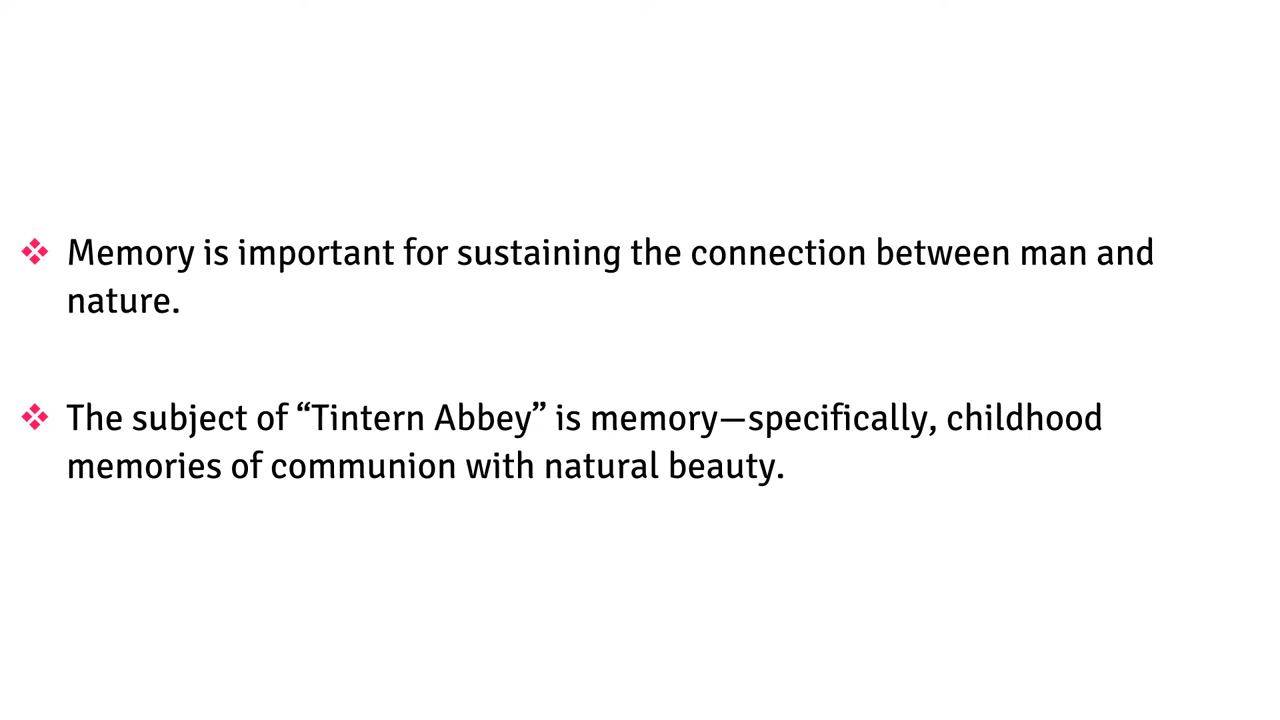 ❖ Memory is important for sustaining the connection between man and
nature.
❖ The subject of “Tintern Abbey” is memory—specifically, childhood
memories of communion with natural beauty.